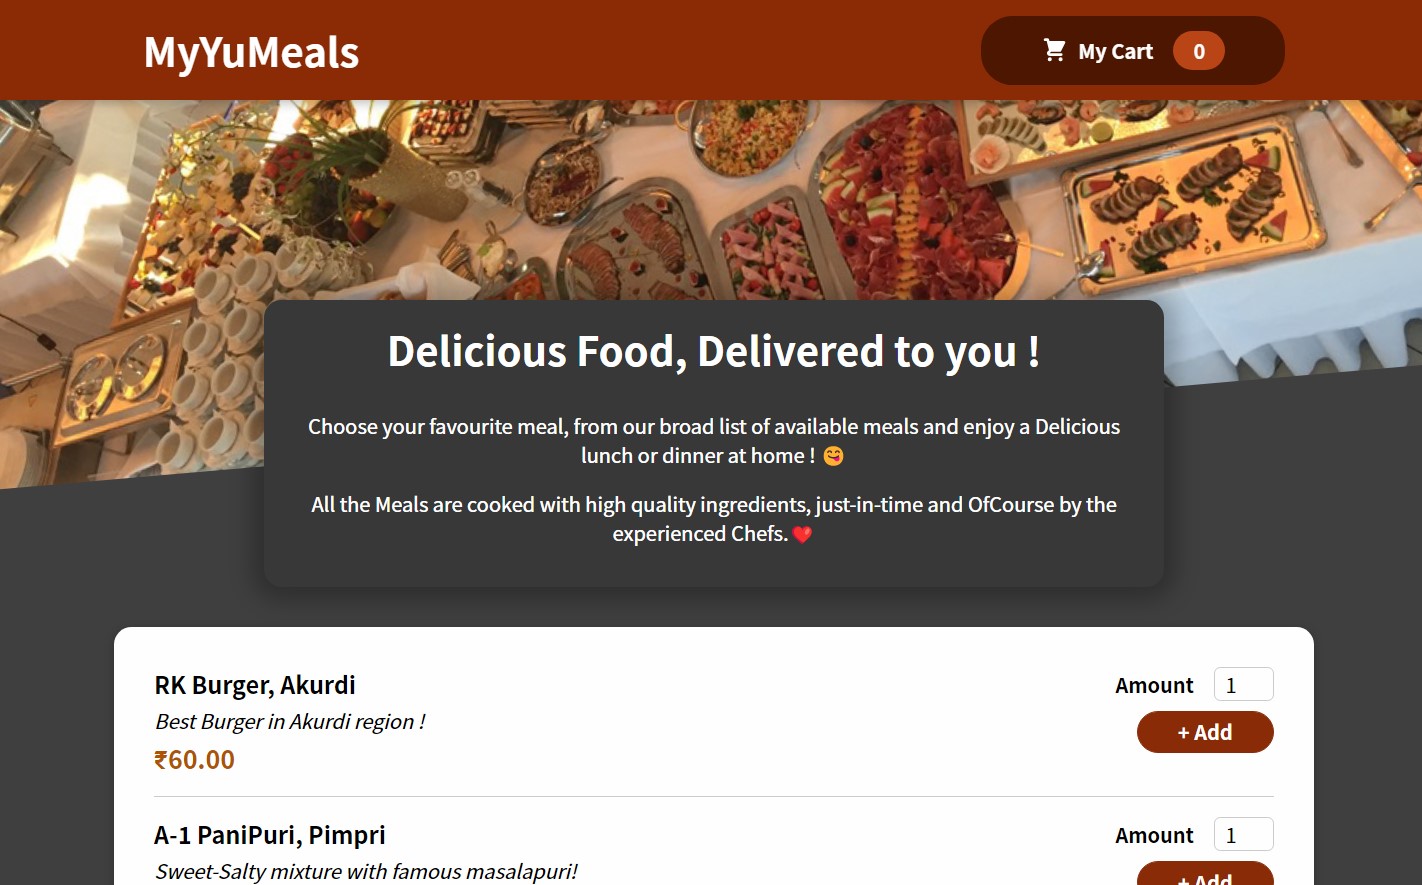 MyYuMeals
My Cart 0
Delicious Food, Delivered to you !
Choose your favourite meal, from our broad list of available meals and enjoy a Delicious
lunch or dinner at home ! 😋
All the Meals are cooked with high quality ingredients, just-in-time and OfCourse by the
experienced Chefs.❤️
RK Burger, Akurdi
Amount 1
Best Burger in Akurdi region !
+ Add
₹60.00
A-1 PaniPuri, Pimpri
Amount 1
Sweet-Salty mixture with famous masalapuri!
+ Add